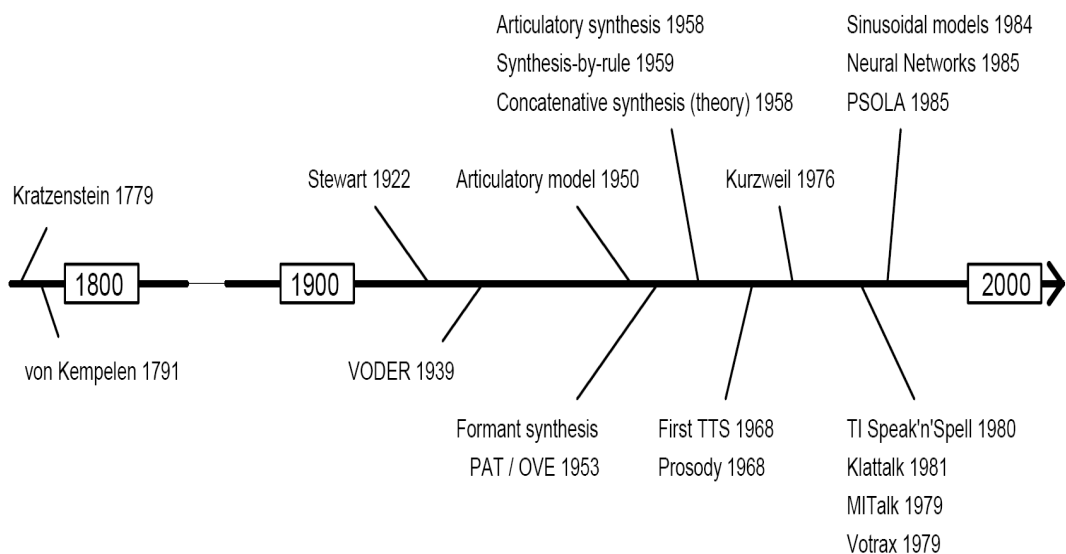 Articulatory synthesis 1958
Synthesis-by-rule 1959
Concatenative synthesis (theory) 1958
Sinusoidal models 1984
Neural Networks 1985
PSOLA 1985
Kratzenstein 1779
Stewart 1922
Articulatory model 1950
Kurzweil 1976
1800
1900
2000
von Kempelen 1791
VODER 1939
Formant synthesis
PAT / OVE 1953
First TTS 1968
Prosody 1968
TI Speak'n'Spell 1980
Klattalk 1981
MITalk 1979
Votrax 1979